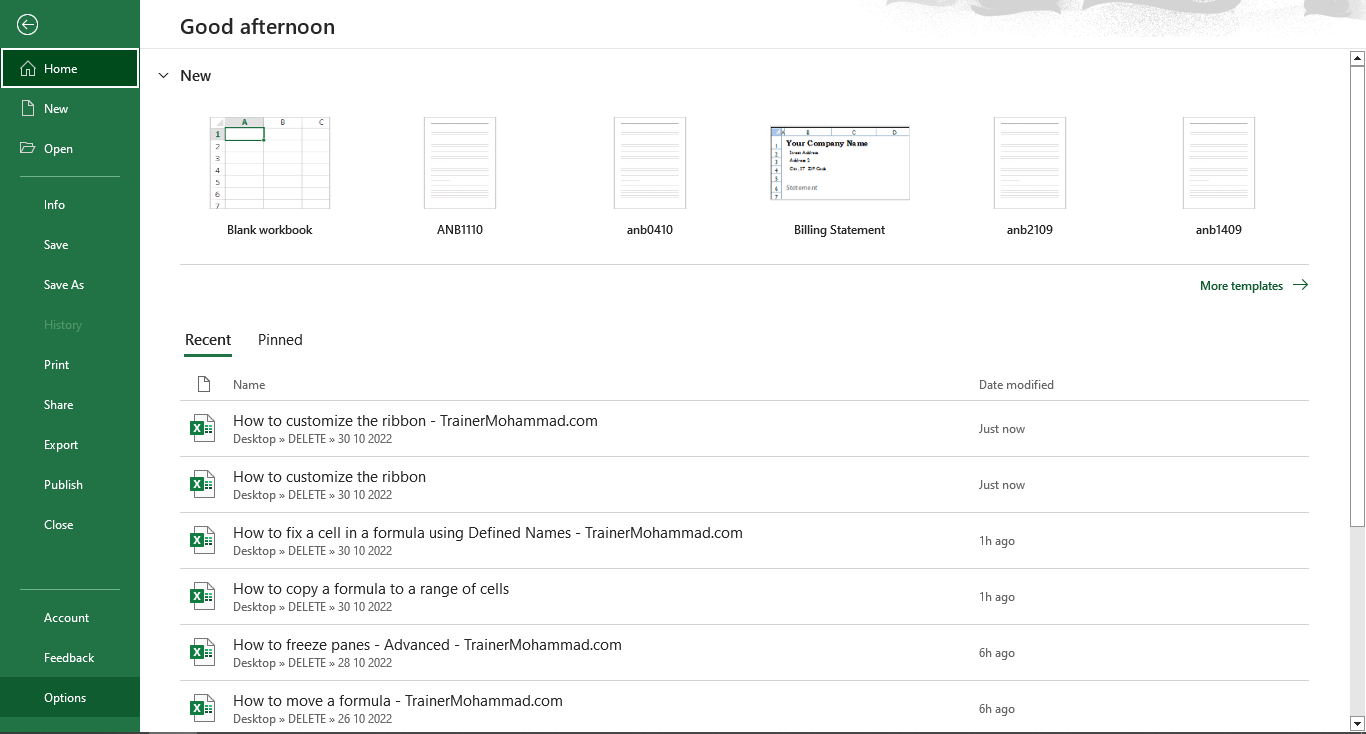 Good afternoon
Home
New
Open
Info
Save
Save As
History
Print
Share
Export
Publish
Close
Account
Feedback
Options
New
A B C
1
2
3
4
5
6
7
Blank workbook
ANB1110
anb0410
A B C D
1 Your Company Name
2 Street Address
3 Address 2
4 City, ST ZIP Code
5
6 Statement
7
Billing Statement
anb2109
anb1409
More templates
Recent Pinned
Name Date modified
How to customize the ribbon - TrainerMohammad.com
Desktop » DELETE » 30 10 2022
Just now
How to customize the ribbon
Desktop » DELETE » 30 10 2022
Just now
How to fix a cell in a formula using Defined Names - TrainerMohammad.com
Desktop » DELETE » 30 10 2022
1h ago
How to copy a formula to a range of cells
Desktop » DELETE » 30 10 2022
1h ago
How to freeze panes - Advanced - TrainerMohammad.com
Desktop » DELETE » 28 10 2022
6h ago
How to move a formula - TrainerMohammad.com
Desktop » DELETE » 26 10 2022
6h ago